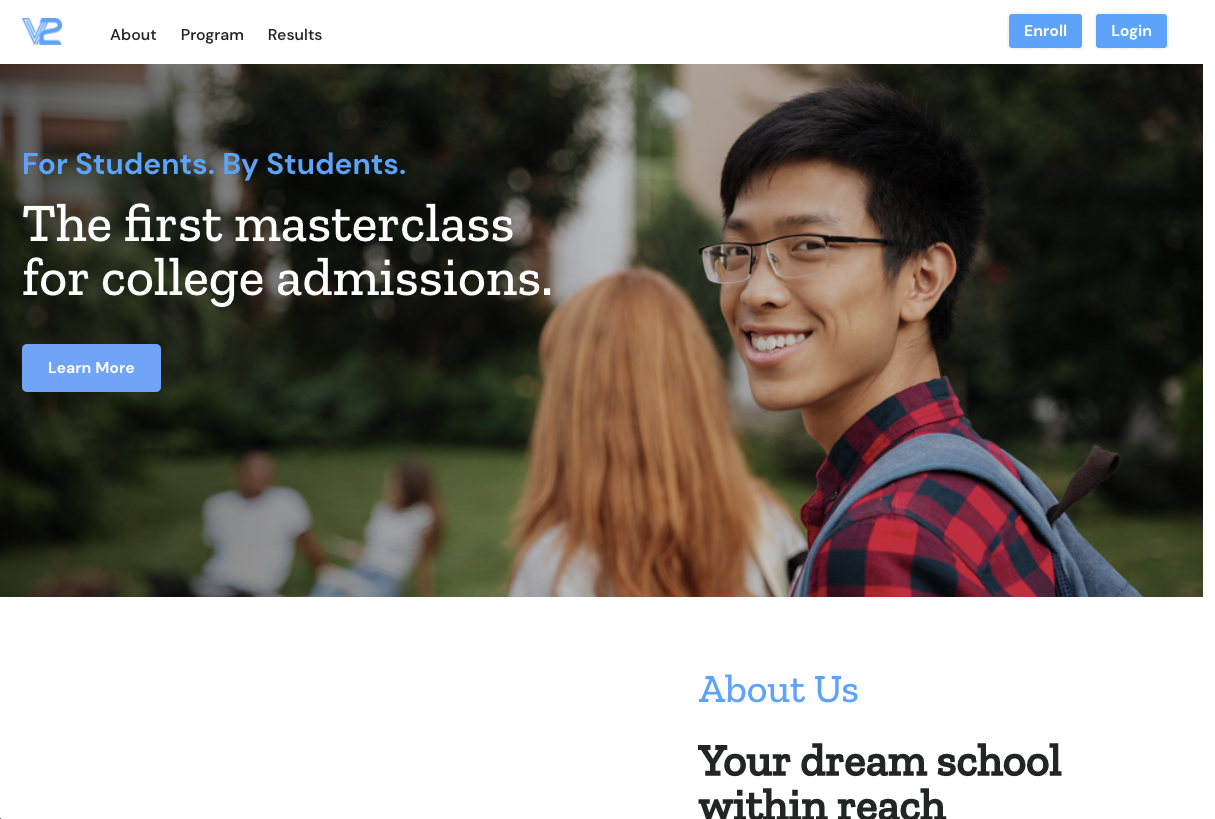 V2
About
Program
Results
Enroll
Login
For Students. By Students.
The first masterclass
for college admissions.
Learn More
About Us
Your dream school
within reach